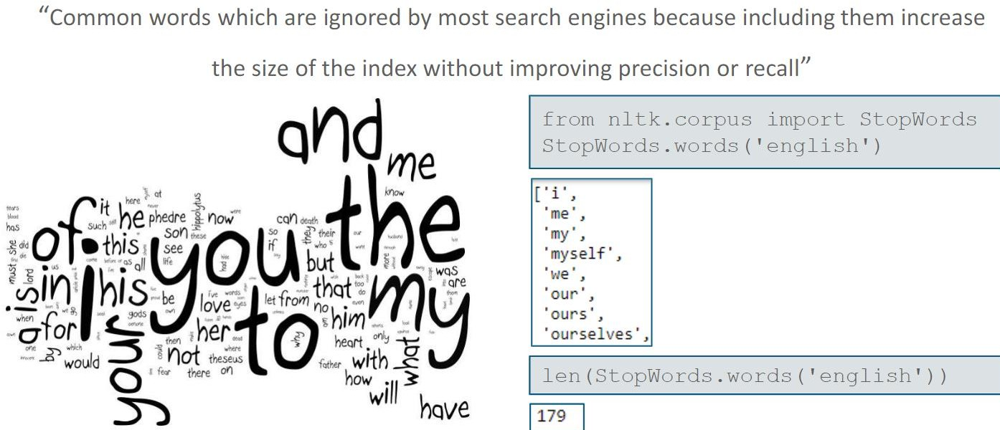 “Common words which are ignored by most search engines because including them increase
the size of the index without improving precision or recall”
and
me
the
know
of
it
here
at
he
phedre
hippolytus
now
can
death
such
son
these
so
if
they
their
who's
this
you
see
life
all
as
but
more
was
are
them
tears
blood
has
she
did
must
lord
is
in
I
his
be
love
i've
words
eyes
let
from
no
that
too
do
back
even
him
my
a
for
when
gods
her
to
why
heart
only
what
one
by
which
would
your
then
could
not
theseus
where
fear
there
on
father
with
how
will
have
from nltk.corpus import StopWords
StopWords.words('english')
['i',
'me',
'my',
'myself',
'we',
'our',
'ours',
'ourselves',
len(StopWords.words('english'))
179